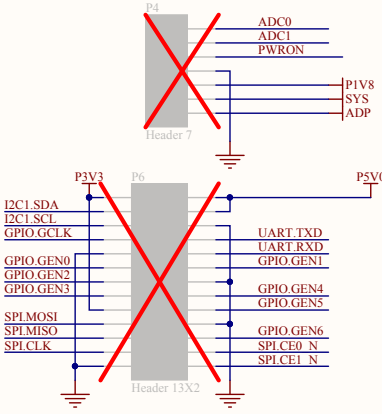 P4
ADC0
ADC1
PWRON
P1V8
SYS
ADP
Header 7
P3V3
P6
P5V0
I2C1.SDA
I2C1.SCL
GPIO.GCLK
UART.TXD
UART.RXD
GPIO.GEN0
GPIO.GEN1
GPIO.GEN2
GPIO.GEN3
GPIO.GEN4
GPIO.GEN5
SPI.MOSI
SPI.MISO
GPIO.GEN6
SPI.CLK
SPI.CE0_N
SPI.CE1_N
Header 13X2